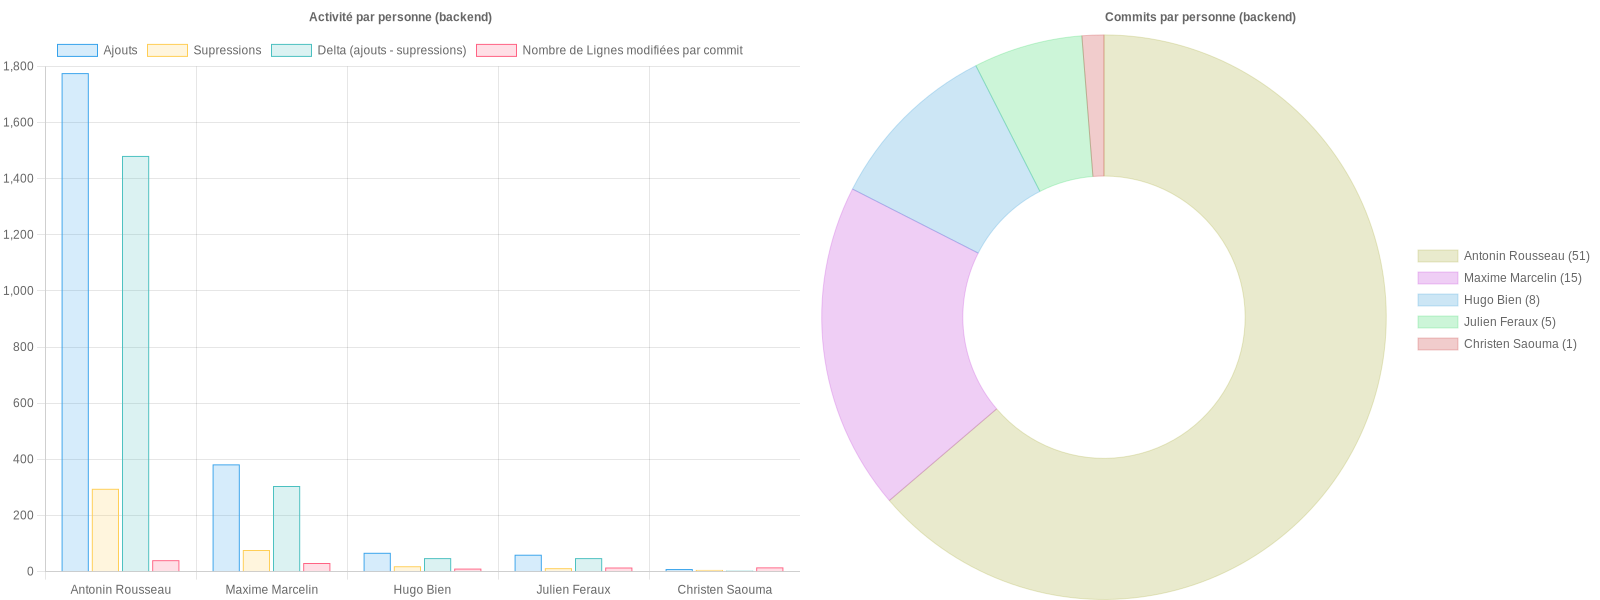 Activité par personne (backend)
Ajouts
Supressions
Delta (ajouts - supressions)
Nombre de Lignes modifiées par commit
1,800
1,600
1,400
1,200
1,000
800
600
400
200
0
Antonin Rousseau
Maxime Marcelin
Hugo Bien
Julien Feraux
Christen Saouma
Commits par personne (backend)
Antonin Rousseau (51)
Maxime Marcelin (15)
Hugo Bien (8)
Julien Feraux (5)
Christen Saouma (1)